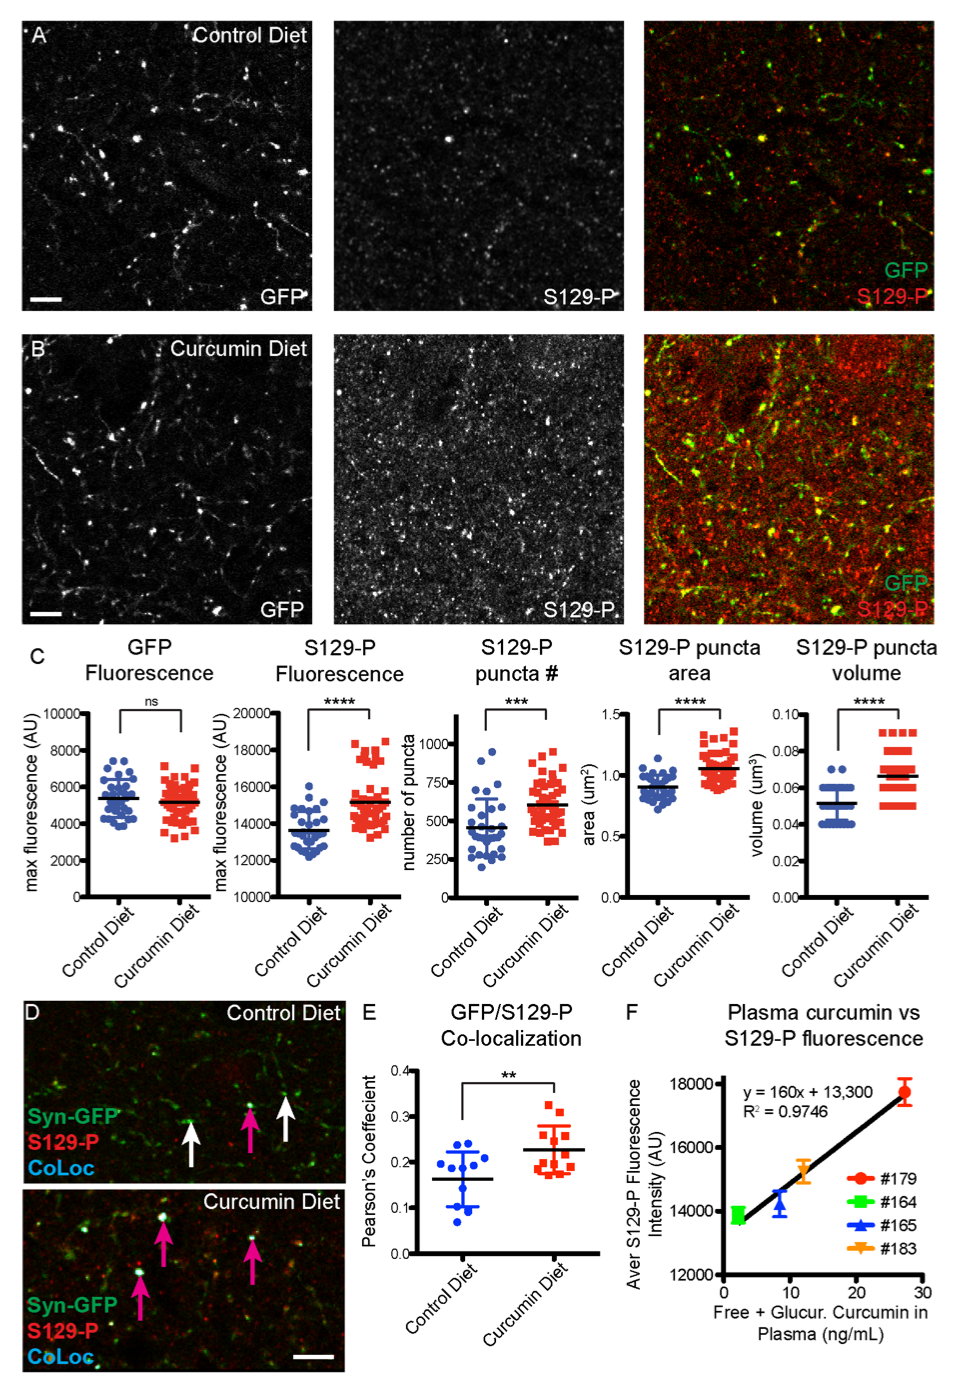 A
Control Diet
GFP
S129-P
GFP
S129-P
B
Curcumin Diet
GFP
S129-P
GFP
S129-P
C
GFP
Fluorescence
max fluorescence (AU)
10000
8000
6000
4000
2000
0
ns
Control Diet
Curcumin Diet
S129-P
Fluorescence
max fluorescence (AU)
20000
18000
16000
14000
12000
10000
****
Control Diet
Curcumin Diet
S129-P
puncta #
number of puncta
1000
750
500
250
0
***
Control Diet
Curcumin Diet
S129-P puncta
area
area (um²)
1.5
1.0
0.5
0.0
****
Control Diet
Curcumin Diet
S129-P puncta
volume
volume (um³)
0.10
0.08
0.06
0.04
0.02
0.00
****
Control Diet
Curcumin Diet
D
Control Diet
Syn-GFP
S129-P
CoLoc
Curcumin Diet
Syn-GFP
S129-P
CoLoc
E
GFP/S129-P
Co-localization
Pearson's Coeffecient
0.4
0.3
0.2
0.1
0.0
**
Control Diet
Curcumin Diet
F
Plasma curcumin vs
S129-P fluorescence
Aver S129-P Fluorescence
Intensity (AU)
18000
16000
14000
12000
y = 160x + 13,300
R² = 0.9746
#179
#164
#165
#183
0
10
20
30
Free + Glucur. Curcumin in
Plasma (ng/mL)